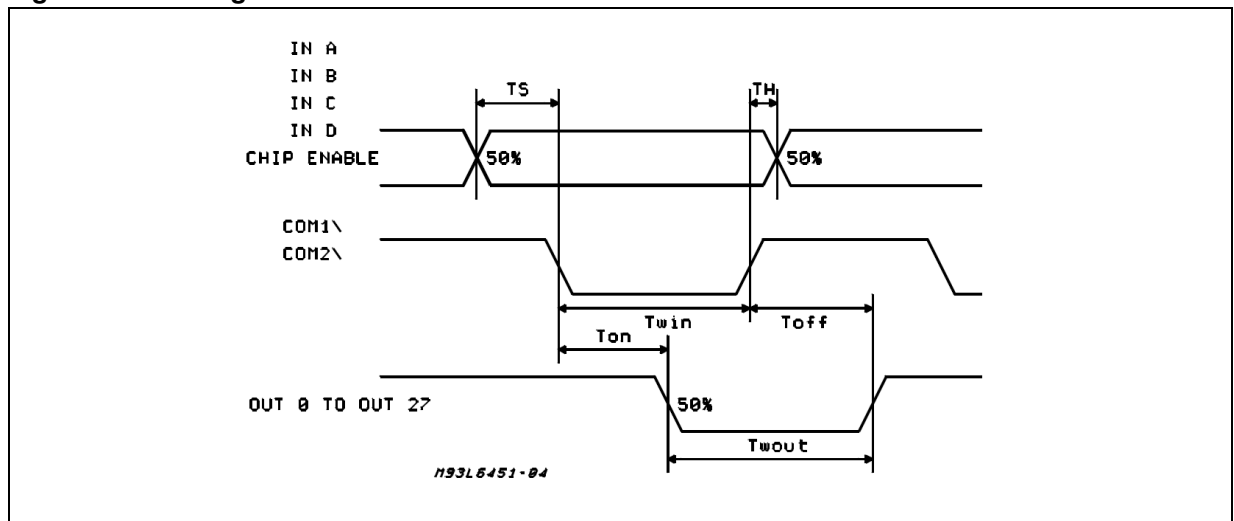 IN A
IN B
IN C
IN D
CHIP ENABLE
TS
TH
50%
50%
COM1\
COM2\
Twin
Toff
Ton
OUT 0 TO OUT 27
50%
Twout
M93L6451-04